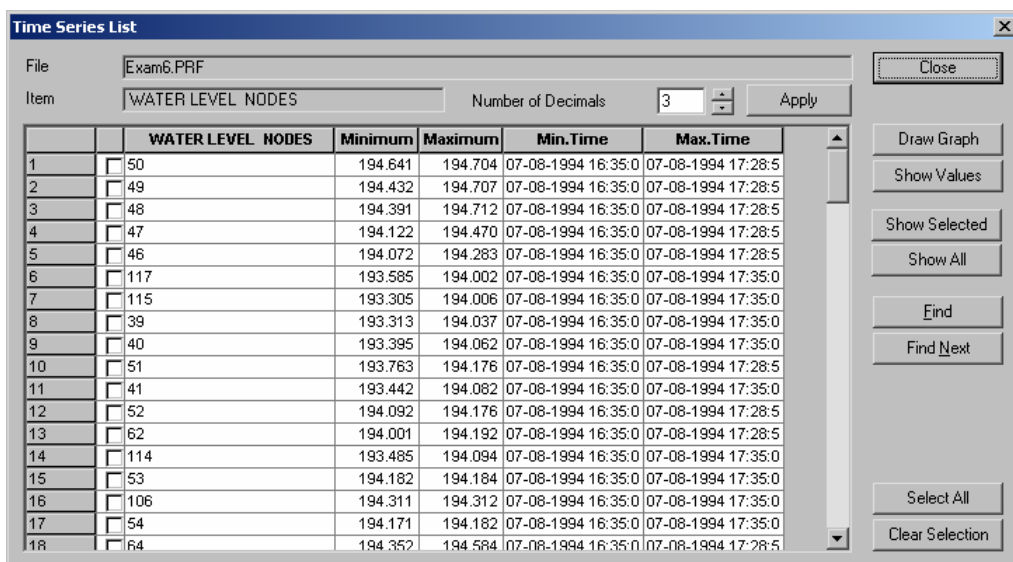 Time Series List
File Exam6.PRF Close
Item WATER LEVEL NODES Number of Decimals 3 Apply
WATER LEVEL NODES Minimum Maximum Min.Time Max.Time Draw Graph
1 50 194.641 194.704 07-08-1994 16:35:0 07-08-1994 17:28:5
Show Values
2 49 194.432 194.707 07-08-1994 16:35:0 07-08-1994 17:28:5
3 48 194.391 194.712 07-08-1994 16:35:0 07-08-1994 17:28:5
Show Selected
4 47 194.122 194.470 07-08-1994 16:35:0 07-08-1994 17:28:5
5 46 194.072 194.283 07-08-1994 16:35:0 07-08-1994 17:28:5
Show All
6 117 193.585 194.002 07-08-1994 16:35:0 07-08-1994 17:35:0
7 115 193.305 194.006 07-08-1994 16:35:0 07-08-1994 17:35:0
Find
8 39 193.313 194.037 07-08-1994 16:35:0 07-08-1994 17:35:0
9 40 193.395 194.062 07-08-1994 16:35:0 07-08-1994 17:35:0
Find Next
10 51 193.763 194.176 07-08-1994 16:35:0 07-08-1994 17:28:5
11 41 193.442 194.082 07-08-1994 16:35:0 07-08-1994 17:35:0
12 52 194.092 194.176 07-08-1994 16:35:0 07-08-1994 17:28:5
13 62 194.001 194.192 07-08-1994 16:35:0 07-08-1994 17:28:5
14 114 193.485 194.094 07-08-1994 16:35:0 07-08-1994 17:35:0
15 53 194.182 194.184 07-08-1994 16:35:0 07-08-1994 17:35:0
16 106 194.311 194.312 07-08-1994 16:35:0 07-08-1994 17:35:0
Select All
17 54 194.171 194.182 07-08-1994 16:35:0 07-08-1994 17:35:0
Clear Selection
18 64 194.352 194.584 07-08-1994 16:35:0 07-08-1994 17:28:5